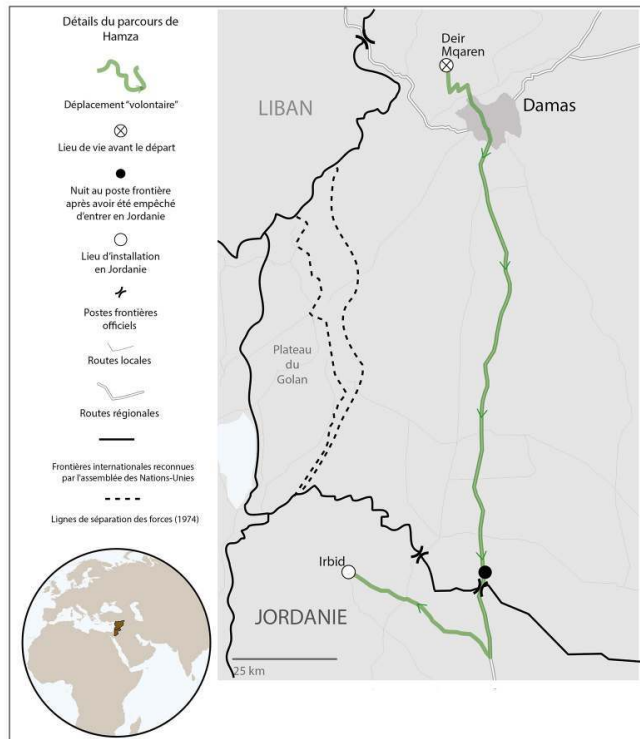 Détails du parcours de
Hamza
Déplacement "volontaire"
Lieu de vie avant le départ
Nuit au poste frontière
après avoir été empêché
d'entrer en Jordanie
Lieu d'installation
en Jordanie
Postes frontières
officiels
Routes locales
Routes régionales
Frontières internationales reconnues
par l'assemblée des Nations-Unies
Lignes de séparation des forces (1974)
Deir
Mqaren
LIBAN
Damas
Plateau
du
Golan
Irbid
JORDANIE
25 km